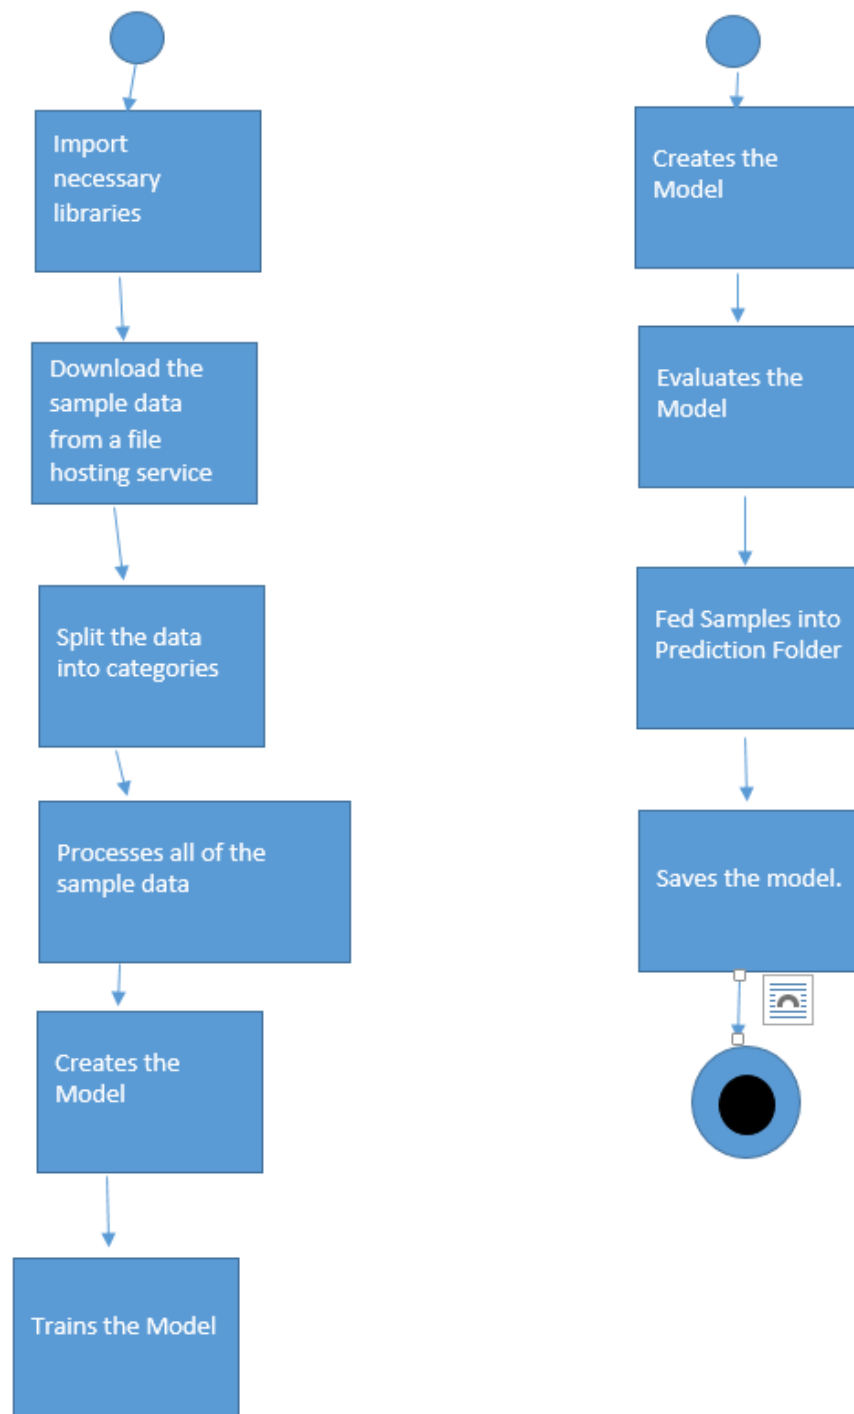 Import
necessary
libraries
Download the
sample data
from a file
hosting service
Split the data
into categories
Processes all of the
sample data
Creates the
Model
Trains the Model
Creates the
Model
Evaluates the
Model
Fed Samples into
Prediction Folder
Saves the model.